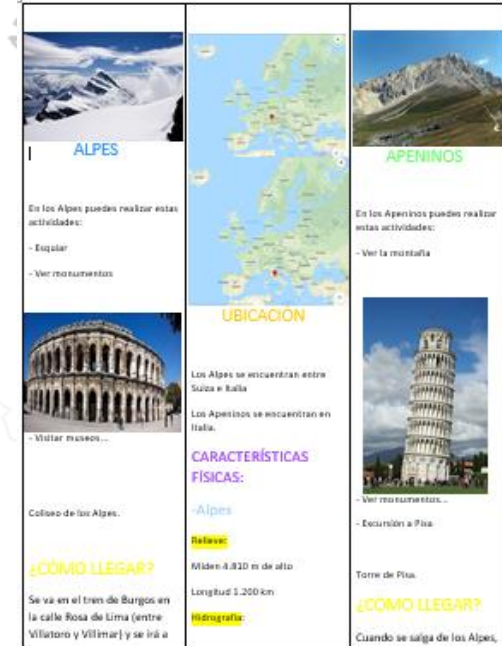 ALPES
En los Alpes puedes realizar estas
actividades:
- Esquiar
- Ver monumentos
- Visitar museos...
Coliseo de los Alpes.
¿CÓMO LLEGAR?
Se va en el tren de Burgos en
la calle Rosa de Lima (entre
Villatoro y Villimar) y se irá a
UBICACIÓN
Los Alpes se encuentran entre
Suiza e Italia
Los Apeninos se encuentran en
Italia.
CARACTERÍSTICAS
FÍSICAS:
-Alpes
Relieve:
Miden 4.810 m de alto
Longitud 1.200 km
Hidrografía:
APENINOS
En los Apeninos puedes realizar
estas actividades:
- Ver la montaña
- Ver monumentos...
- Excursión a Pisa
Torre de Pisa.
¿CÓMO LLEGAR?
Cuando se salga de los Alpes,